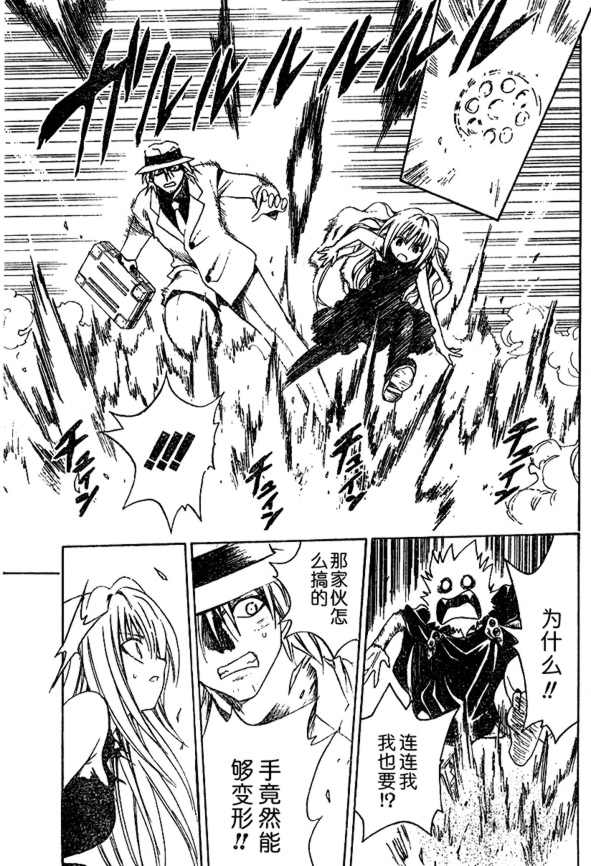 ガルルルルルル
!!!
チュイン
チュイン
チュイン
チュイン
为什么!!
连连我
我也要!?
那家伙怎
么搞的
手竟然能
够变形!!